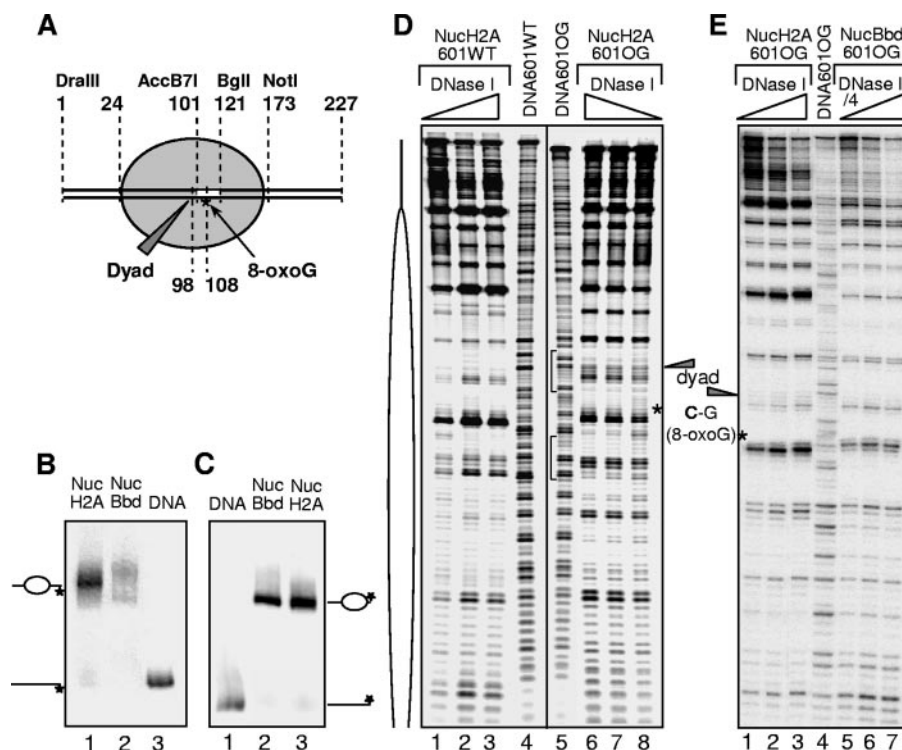 A
DraIII AccB7I BglI NotI
1 24 101 121 173 227
Dyad 8-oxoG
98 108
B
Nuc H2A
Nuc Bbd
DNA
1 2 3
C
DNA
Nuc Bbd
Nuc H2A
1 2 3
D
NucH2A
601WT
DNase I
DNA601WT
DNA601OG
NucH2A
601OG
DNase I
dyad
*
C-G
(8-oxoG)*
1 2 3 4 5 6 7 8
E
NucH2A
601OG
DNase I
DNA601OG
NucBbd
601OG
DNase I
/4
1 2 3 4 5 6 7